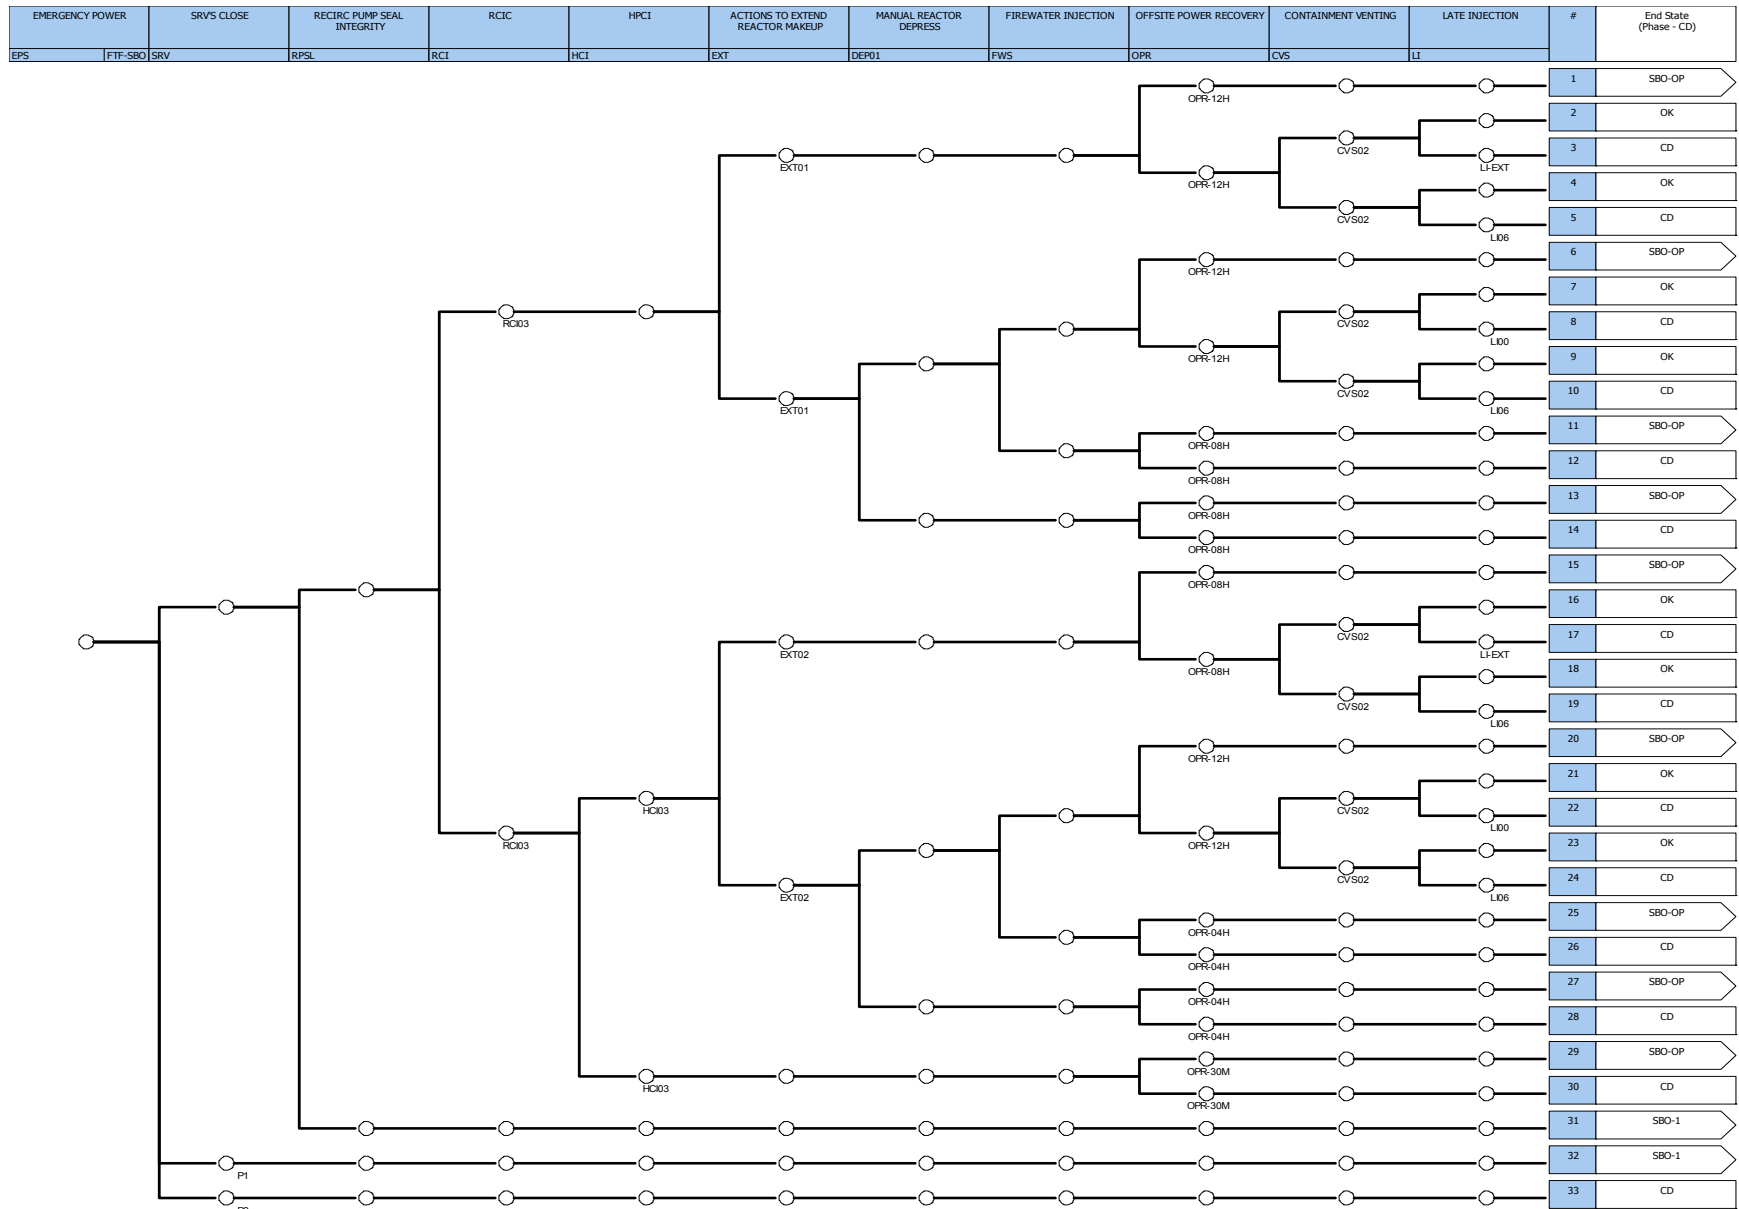 EMERGENCY POWER
SRV'S CLOSE
RECIRC PUMP SEAL
INTEGRITY
RCIC
HPCI
ACTIONS TO EXTEND
REACTOR MAKEUP
MANUAL REACTOR
DEPRESS
FIREWATER INJECTION
OFFSITE POWER RECOVERY
CONTAINMENT VENTING
LATE INJECTION
#
End State
(Phase - CD)
EPS
FTF-SBO
SRV
RPSL
RCI
HCI
EXT
DEP01
FWS
OPR
CVS
LI
1 SBO-OP
OPR-12H
2 OK
CVS02
3 CD
EXT01
LI-EXT
OPR-12H
4 OK
5 CD
CVS02
LI06
6 SBO-OP
OPR-12H
7 OK
RCI03
CVS02
8 CD
LI00
OPR-12H
9 OK
CVS02
10 CD
EXT01
LI06
11 SBO-OP
OPR-08H
12 CD
OPR-08H
13 SBO-OP
OPR-08H
14 CD
OPR-08H
15 SBO-OP
OPR-08H
16 OK
CVS02
17 CD
EXT02
LI-EXT
OPR-08H
18 OK
CVS02
19 CD
LI06
20 SBO-OP
OPR-12H
21 OK
HCI03
CVS02
22 CD
LI00
RCI03
OPR-12H
23 OK
CVS02
24 CD
EXT02
LI06
25 SBO-OP
OPR-04H
26 CD
OPR-04H
27 SBO-OP
OPR-04H
28 CD
OPR-04H
29 SBO-OP
OPR-30M
HCI03
30 CD
OPR-30M
31 SBO-1
32 SBO-1
P1
33 CD